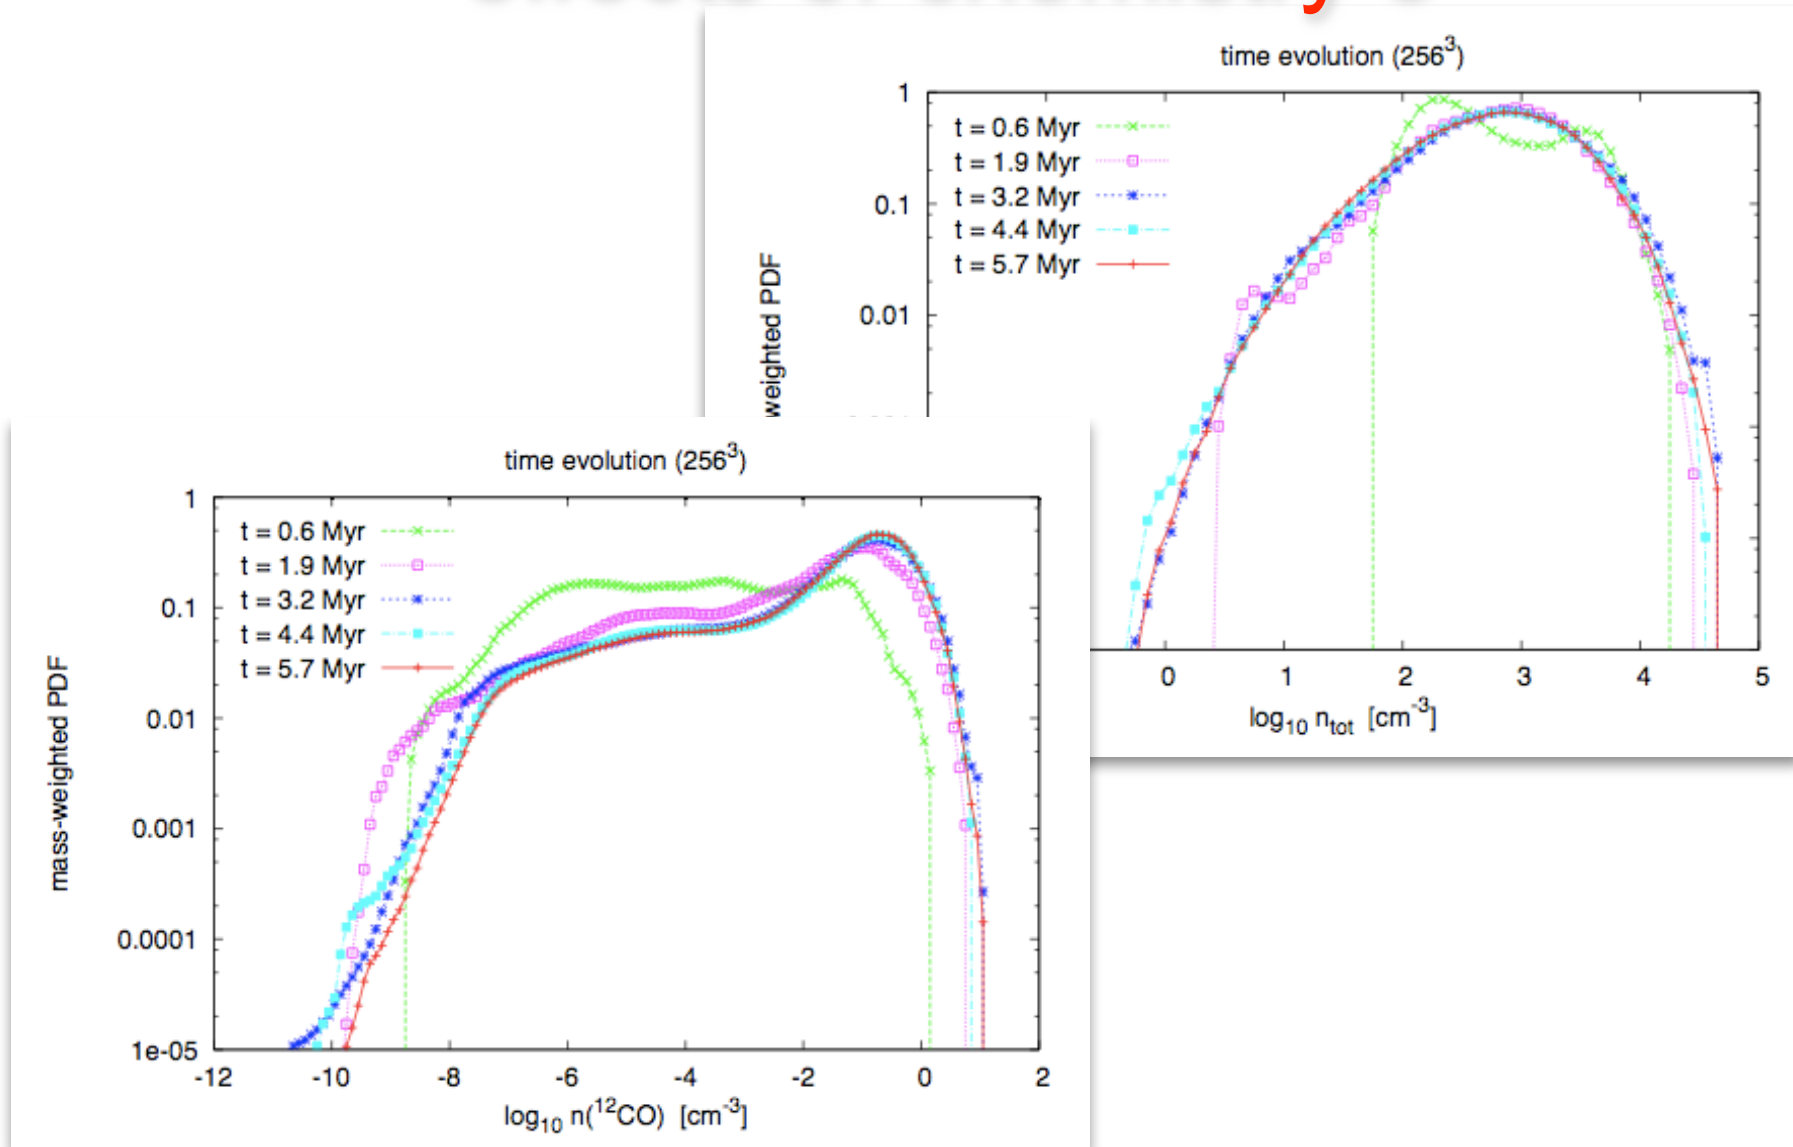 time evolution (256³)
1
0.1
0.01
t = 0.6 Myr
t = 1.9 Myr
t = 3.2 Myr
t = 4.4 Myr
t = 5.7 Myr
weighted PDF
0 1 2 3 4 5
log₁₀ nₜₒₜ [cm⁻³]
time evolution (256³)
1
0.1
0.01
0.001
0.0001
1e-05
t = 0.6 Myr
t = 1.9 Myr
t = 3.2 Myr
t = 4.4 Myr
t = 5.7 Myr
mass-weighted PDF
-12 -10 -8 -6 -4 -2 0 2
log₁₀ n(¹²CO) [cm⁻³]